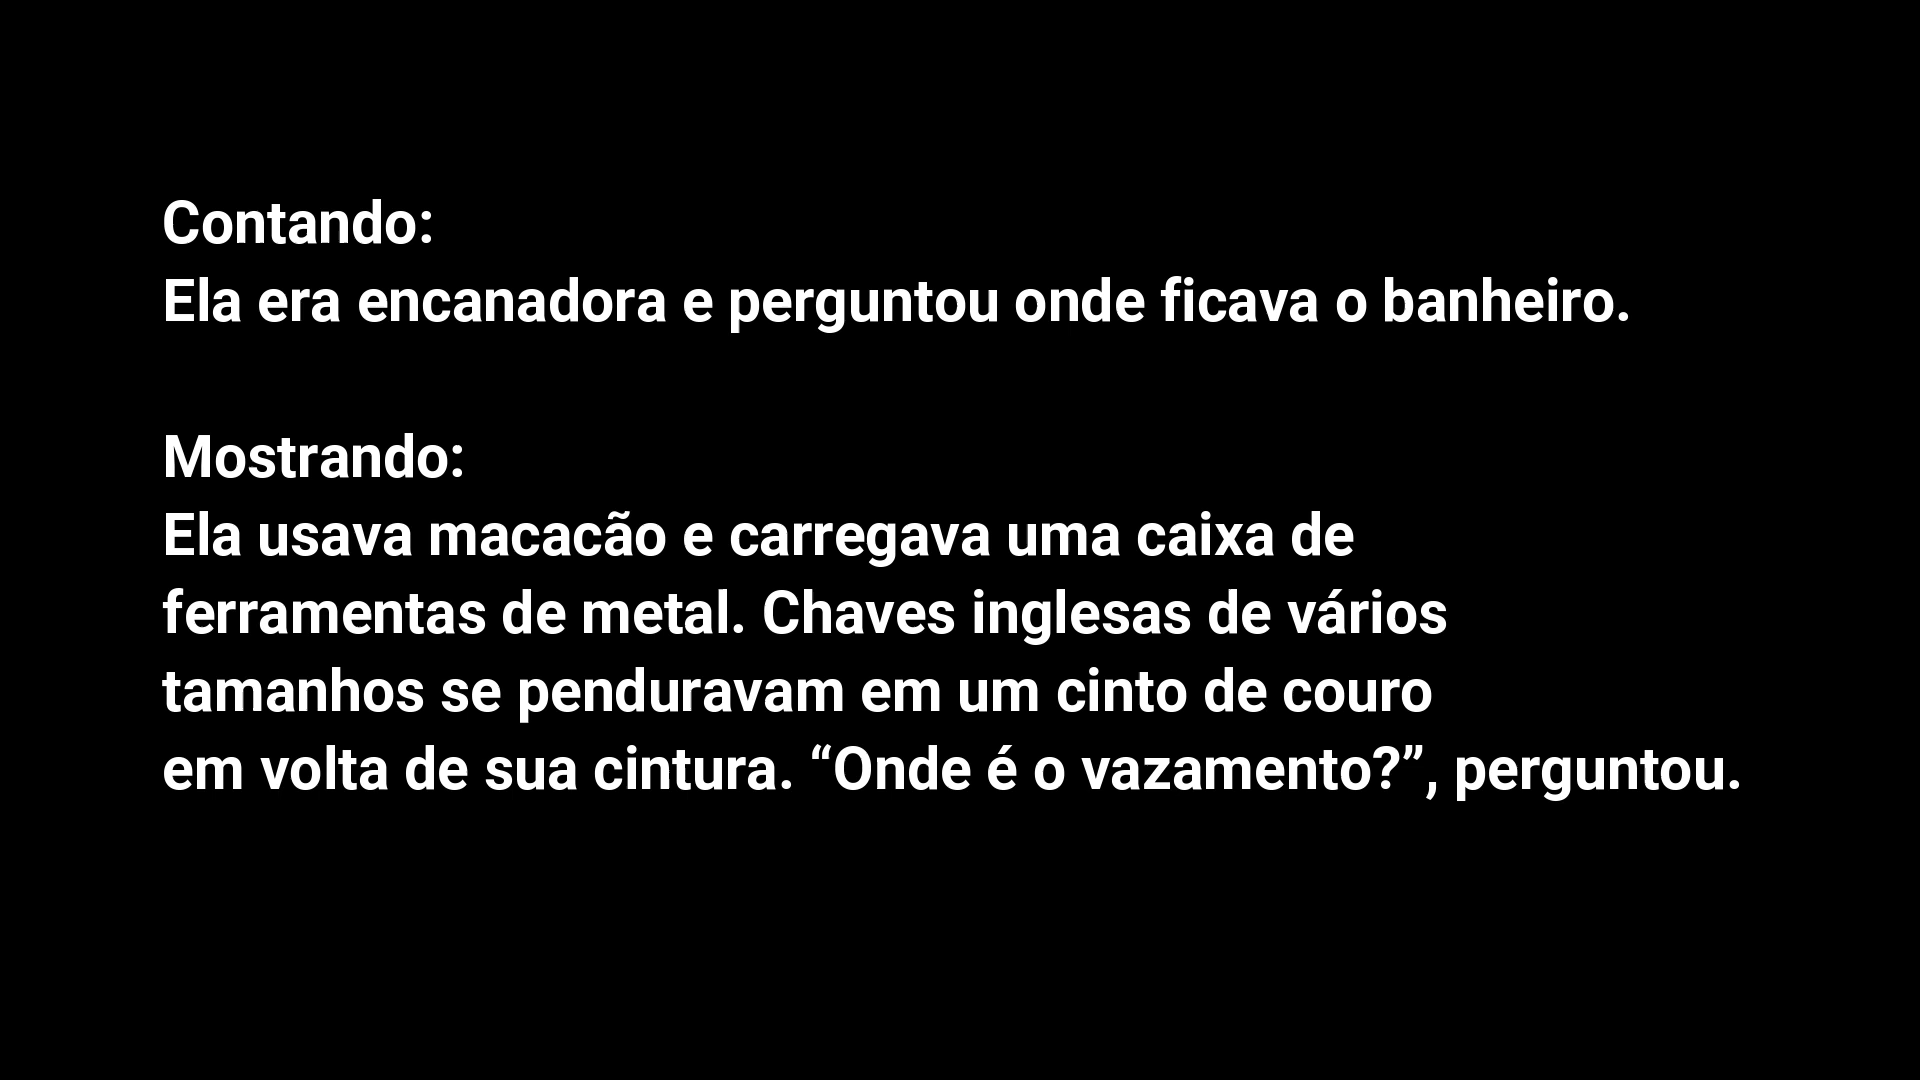 Contando:
Ela era encanadora e perguntou onde ficava o banheiro.
Mostrando:
Ela usava macacão e carregava uma caixa de
ferramentas de metal. Chaves inglesas de vários
tamanhos se penduravam em um cinto de couro
em volta de sua cintura. “Onde é o vazamento?”, perguntou.